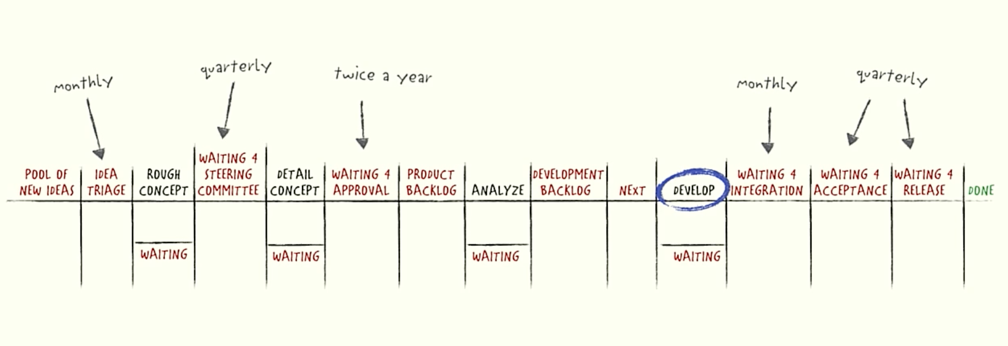 monthly
quarterly
twice a year
monthly
quarterly
POOL OF
NEW IDEAS
IDEA
TRIAGE
ROUGH
CONCEPT
WAITING 4
STEERING
COMMITTEE
DETAIL
CONCEPT
WAITING 4
APPROVAL
PRODUCT
BACKLOG
ANALYZE
DEVELOPMENT
BACKLOG
NEXT
DEVELOP
WAITING 4
INTEGRATION
WAITING 4
ACCEPTANCE
WAITING 4
RELEASE
DONE
WAITING
WAITING
WAITING
WAITING